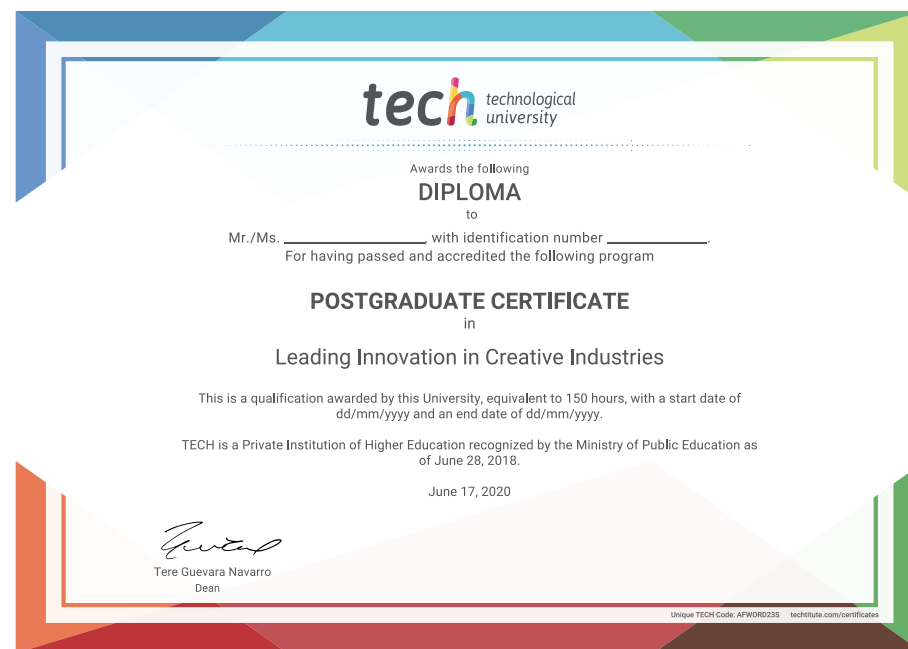 tech technological
university
Awards the following
DIPLOMA
to
Mr./Ms. ____________, with identification number ____________.
For having passed and accredited the following program
POSTGRADUATE CERTIFICATE
in
Leading Innovation in Creative Industries
This is a qualification awarded by this University, equivalent to 150 hours, with a start date of
dd/mm/yyyy and an end date of dd/mm/yyyy.
TECH is a Private Institution of Higher Education recognized by the Ministry of Public Education as
of June 28, 2018.
June 17, 2020
Tere Guevara Navarro
Dean
Unique TECH Code: AFWORD23S techtitute.com/certificates